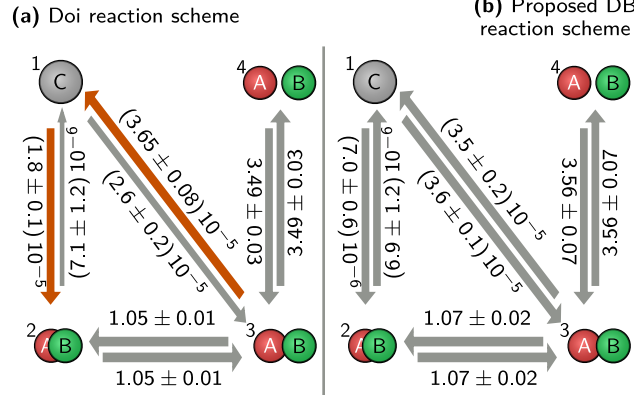 (a) Doi reaction scheme
(b) Proposed DB
reaction scheme
1
C
4
A
B
(1.8 ± 0.1) 10⁻⁵
(7.1 ± 1.2) 10⁻⁶
(3.65 ± 0.08) 10⁻⁵
(2.6 ± 0.2) 10⁻⁵
3.49 ± 0.03
3.49 ± 0.03
2
A
B
1.05 ± 0.01
1.05 ± 0.01
3
A
B
1
C
4
A
B
(7.0 ± 0.9) 10⁻⁶
(6.9 ± 1.2) 10⁻⁶
(3.5 ± 0.2) 10⁻⁵
(3.6 ± 0.1) 10⁻⁵
3.56 ± 0.07
3.56 ± 0.07
2
A
B
1.07 ± 0.02
1.07 ± 0.02
3
A
B